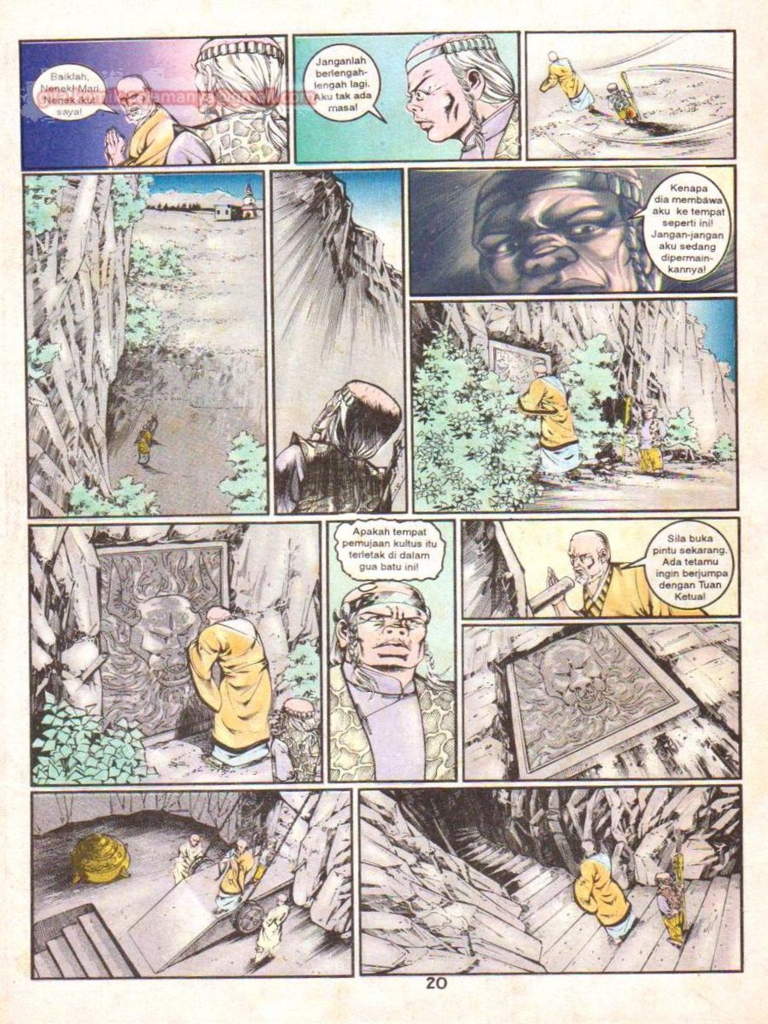 Baiklah,
Nenek! Mari
Nenek ikut
saya!
Janganlah
berlengah-
lengah lagi.
Aku tak ada
masa!
Kenapa
dia membawa
aku ke tempat
seperti ini!
Jangan-jangan
aku sedang
dipermain-
kannya!
Apakah tempat
pemujaan kultus itu
terletak di dalam
gua batu ini!
Sila buka
pintu sekarang.
Ada tetamu
ingin berjumpa
dengan Tuan
Ketua!
20